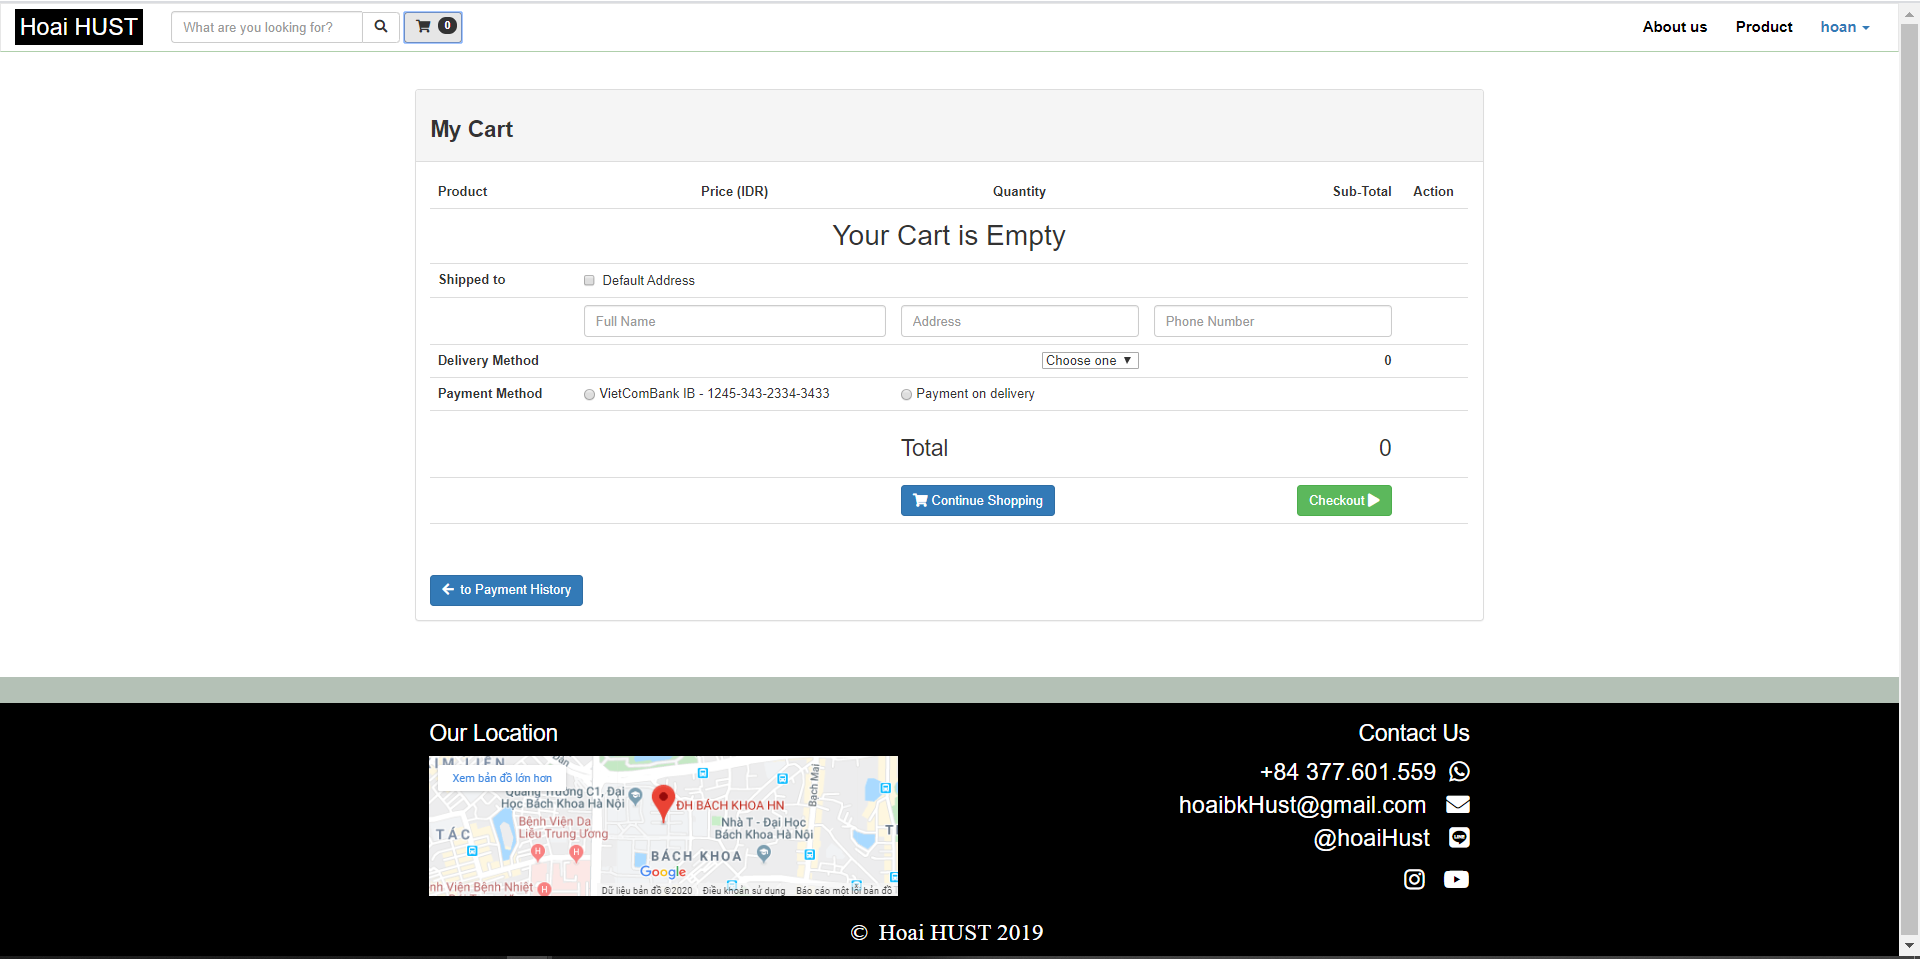 Hoai HUST What are you looking for? 0 About us Product hoan
My Cart
Product Price (IDR) Quantity Sub-Total Action
Your Cart is Empty
Shipped to Default Address
Full Name Address Phone Number
Delivery Method Choose one 0
Payment Method VietComBank IB - 1245-343-2334-3433 Payment on delivery
Total 0
Continue Shopping Checkout
to Payment History
Our Location
Xem bản đồ lớn hơn
Quảng Trường C1, Đại
Học Bách Khoa Hà Nội
ĐH BÁCH KHOA HN
Bạch Mai
Nhà T - Đại Học
Bách Khoa Hà Nội
Bệnh Viện Da
Liễu Trung Ương
TÁC
BÁCH KHOA
Google
nh Viện Bệnh Nhiệt
Dữ liệu bản đồ ©2020 Điều khoản sử dụng Báo cáo một lỗi bản đồ
Contact Us
+84 377.601.559
hoaibkHust@gmail.com
@hoaiHust
LINE
© Hoai HUST 2019